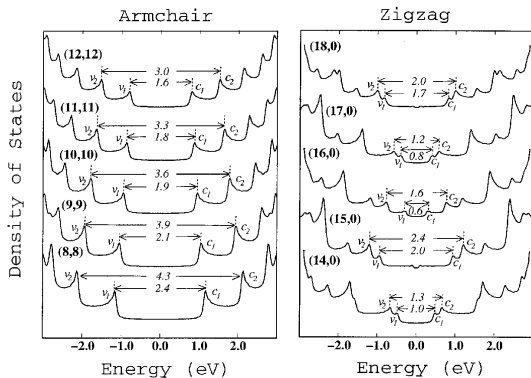 Armchair
Zigzag
Density of States
(12,12)
v2 3.0 c2
v1 1.6 c1
(11,11)
v2 3.3 c2
v1 1.8 c1
(10,10)
v2 3.6 c2
v1 1.9 c1
(9,9)
v2 3.9 c2
v1 2.1 c1
(8,8)
v2 4.3 c2
v1 2.4 c1
-2.0 -1.0 0.0 1.0 2.0
Energy (eV)
(18,0)
v2 2.0 c2
v1 1.7 c1
(17,0)
v2 1.2 c2
v1 0.8 c1
(16,0)
v2 1.6 c2
v1 0.6 c1
(15,0)
v2 2.4 c2
v1 2.0 c1
(14,0)
v2 1.3 c2
v1 1.0 c1
-2.0 -1.0 0.0 1.0 2.0
Energy (eV)